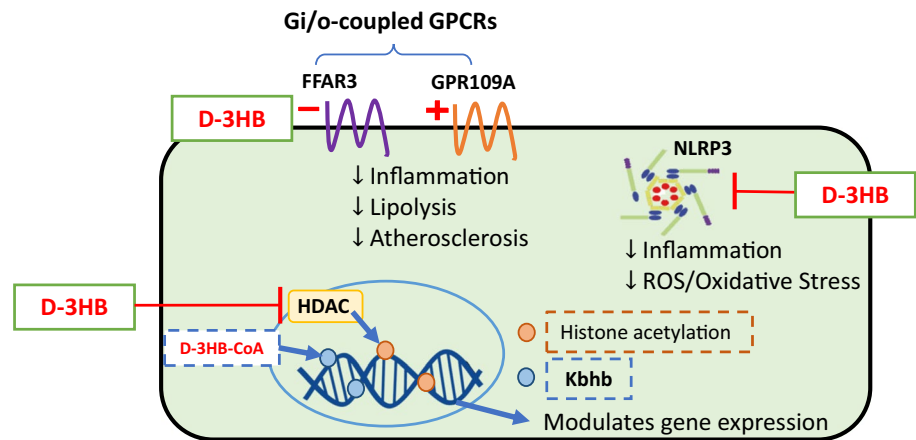 Gi/o-coupled GPCRs
FFAR3
GPR109A
D-3HB
− +
↓ Inflammation
↓ Lipolysis
↓ Atherosclerosis
NLRP3
D-3HB
↓ Inflammation
↓ ROS/Oxidative Stress
D-3HB
HDAC
D-3HB-CoA
Histone acetylation
Kbhb
Modulates gene expression